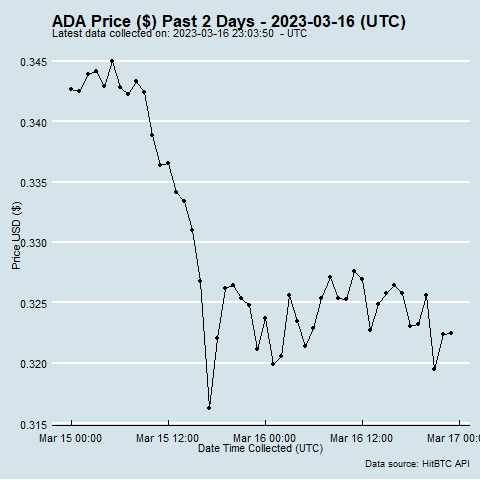 ADA Price ($) Past 2 Days - 2023-03-16 (UTC)
Latest data collected on: 2023-03-16 23:03:50 - UTC
0.345
0.340
0.335
0.330
0.325
0.320
0.315
Price USD ($)
Mar 15 00:00 Mar 15 12:00 Mar 16 00:00 Mar 16 12:00 Mar 17 00:0
Date Time Collected (UTC)
Data source: HitBTC API